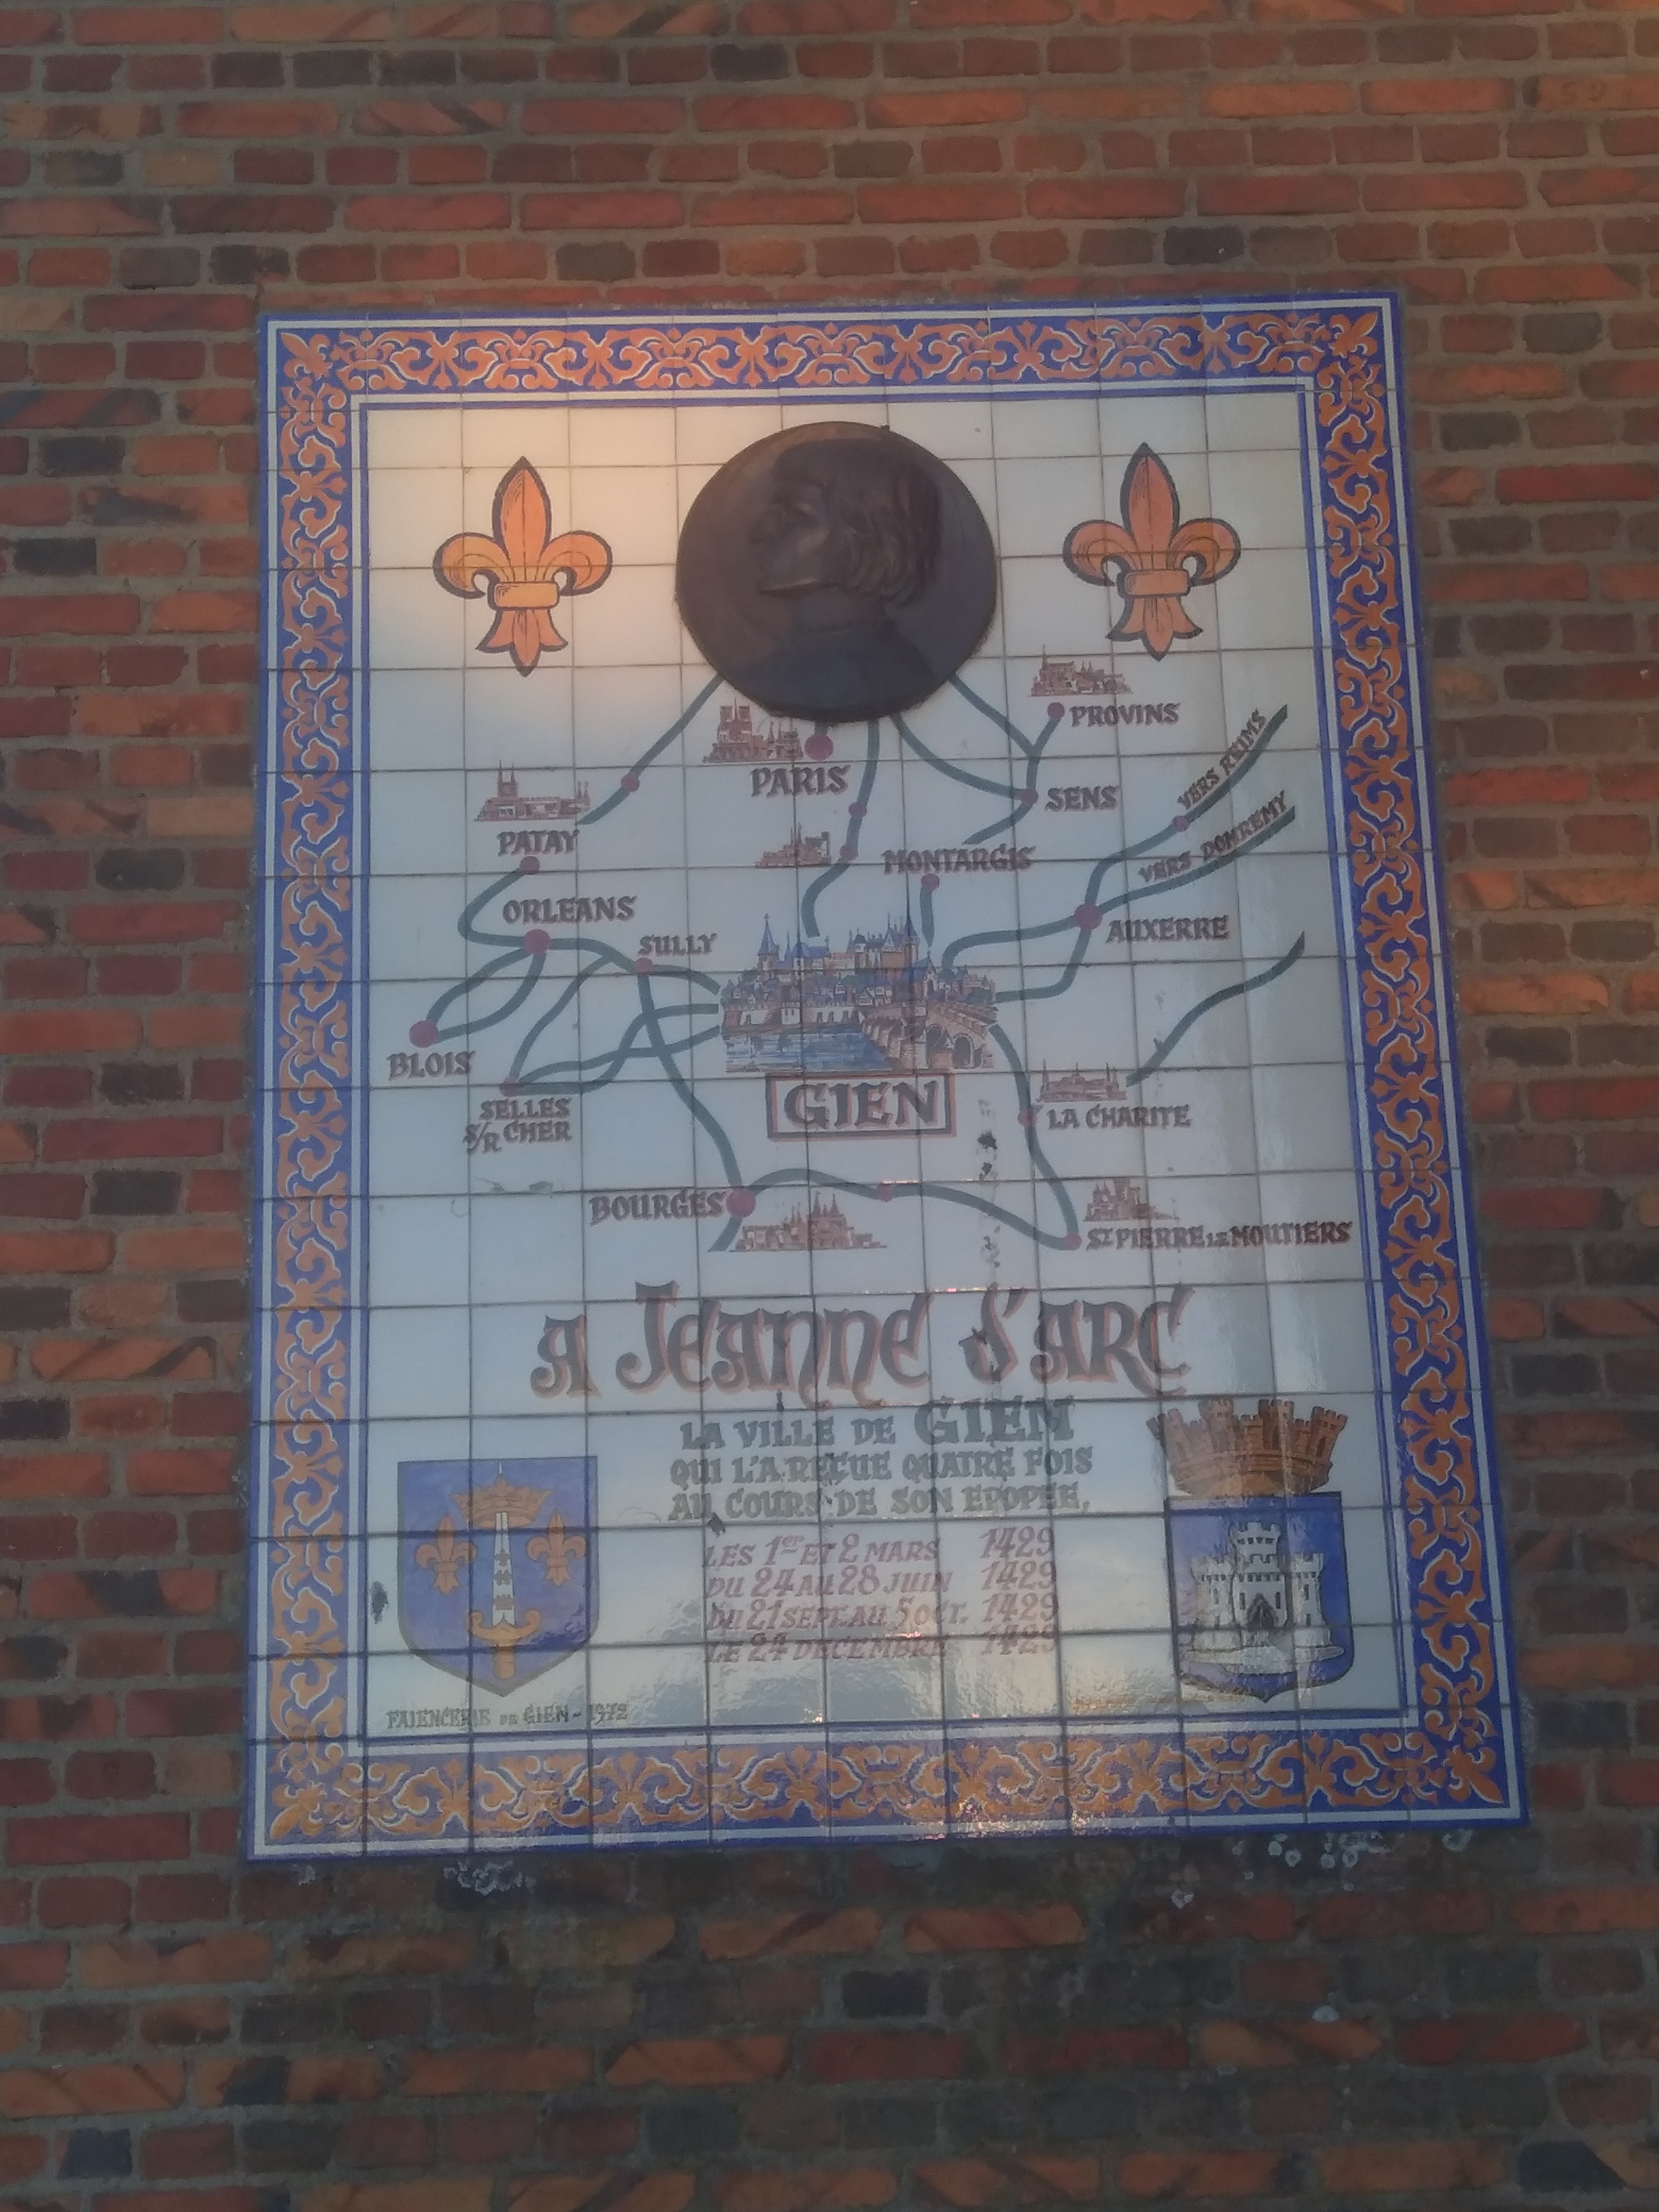 PROVINS
PARIS
SENS
VERS REIMS
PATAY
MONTARGIS
VERS DOMREMY
ORLEANS
AUXERRE
SULLY
BLOIS
GIEN
SELLES
S/R CHER
LA CHARITE
BOURGES
ST PIERRE LE MOUTIERS
A JEANNE d'ARC
LA VILLE DE GIEN
QUI L'A REÇUE QUATRE FOIS
AU COURS DE SON EPOPEE,
LES 1er ET 2 MARS 1429
DU 24 AU 28 JUIN 1429
DU 21 SEPT. AU 5 OCT. 1429
LE 24 DECEMBRE 1429
FAIENCERIE DE GIEN - 1972